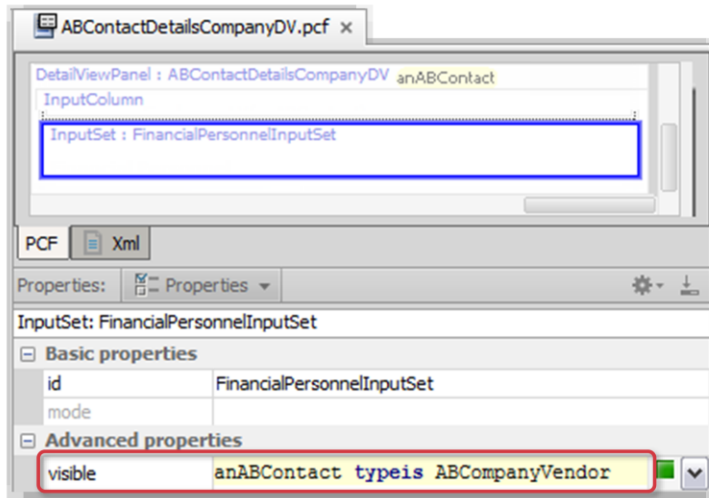 ABContactDetailsCompanyDV.pcf ×
DetailViewPanel : ABContactDetailsCompanyDV anABContact
InputColumn
InputSet : FinancialPersonnelInputSet
PCF Xml
Properties: Properties
InputSet: FinancialPersonnelInputSet
Basic properties
id FinancialPersonnelInputSet
mode
Advanced properties
visible anABContact typeis ABCompanyVendor